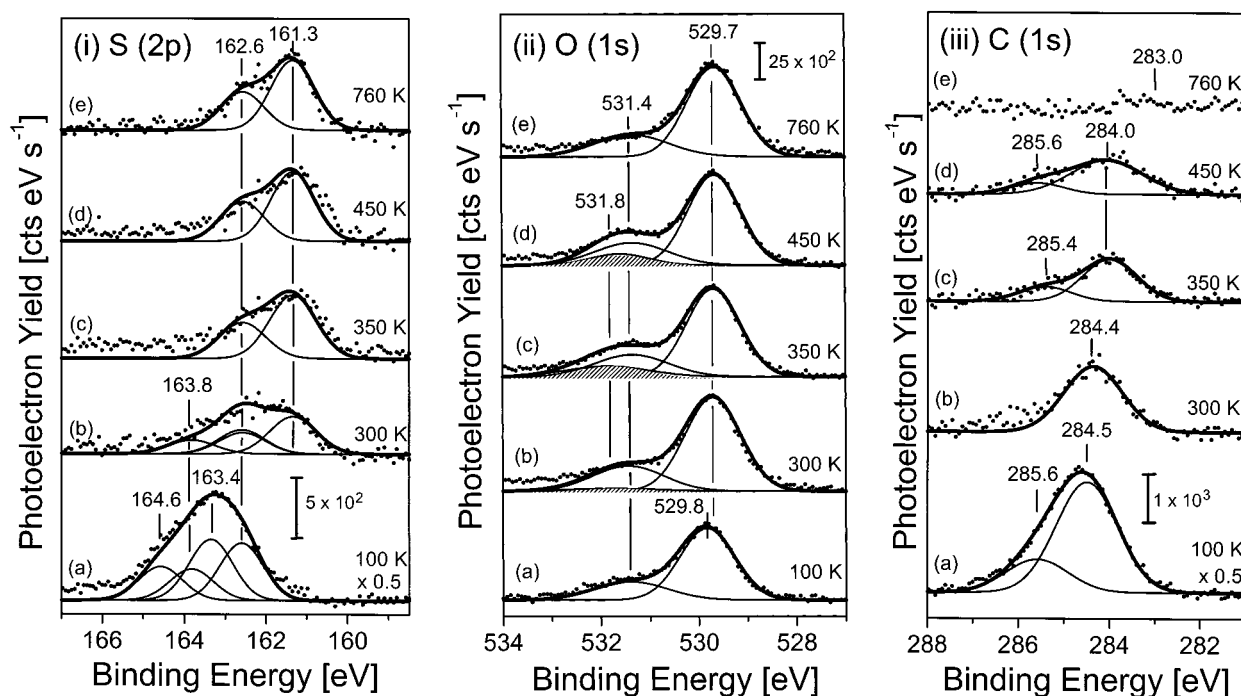 (i) S (2p)
162.6
161.3
(e)
760 K
(d)
450 K
(c)
350 K
163.8
(b)
300 K
164.6
163.4
5 x 10²
(a)
100 K
x 0.5
166
164
162
160
Binding Energy [eV]
Photoelectron Yield [cts eV s⁻¹]
(ii) O (1s)
529.7
25 x 10²
531.4
(e)
760 K
531.8
(d)
450 K
(c)
350 K
(b)
300 K
529.8
(a)
100 K
534
532
530
528
Binding Energy [eV]
Photoelectron Yield [cts eV s⁻¹]
(iii) C (1s)
283.0
(e)
760 K
285.6
284.0
(d)
450 K
285.4
(c)
350 K
284.4
(b)
300 K
284.5
285.6
1 x 10³
(a)
100 K
x 0.5
288
286
284
282
Binding Energy [eV]
Photoelectron Yield [cts eV s⁻¹]